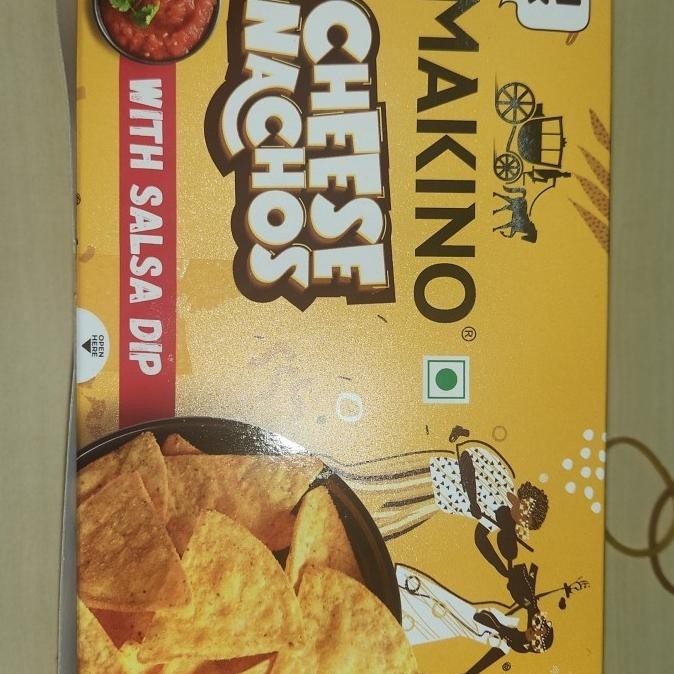 MAKINO®
CHEESE
NACHOS
WITH SALSA DIP
OPEN
HERE